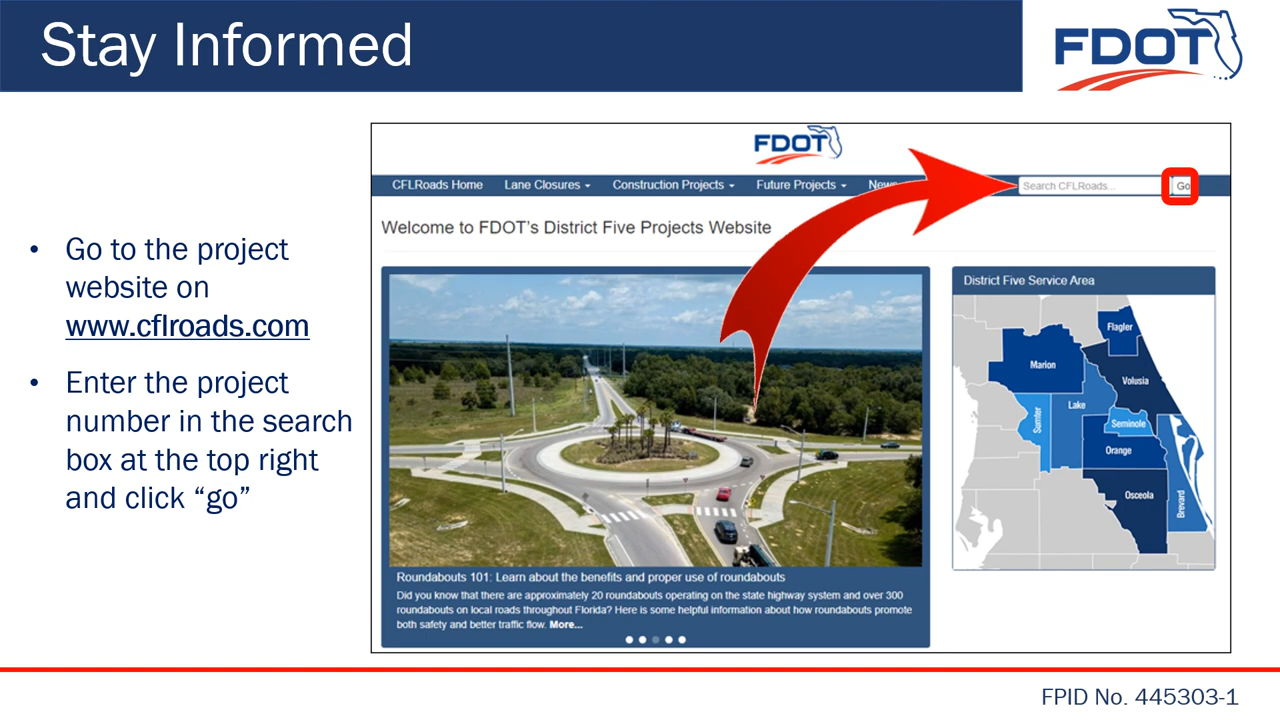 Stay Informed
FDOT
• Go to the project
website on
www.cflroads.com
• Enter the project
number in the search
box at the top right
and click “go”
FDOT
CFLRoads Home Lane Closures Construction Projects Future Projects News
Search CFLRoads... Go
Welcome to FDOT's District Five Projects Website
District Five Service Area
Flagler
Marion
Volusia
Lake
Sumter
Seminole
Orange
Osceola
Brevard
Roundabouts 101: Learn about the benefits and proper use of roundabouts
Did you know that there are approximately 20 roundabouts operating on the state highway system and over 300
roundabouts on local roads throughout Florida? Here is some helpful information about how roundabouts promote
both safety and better traffic flow. More...
FPID No. 445303-1